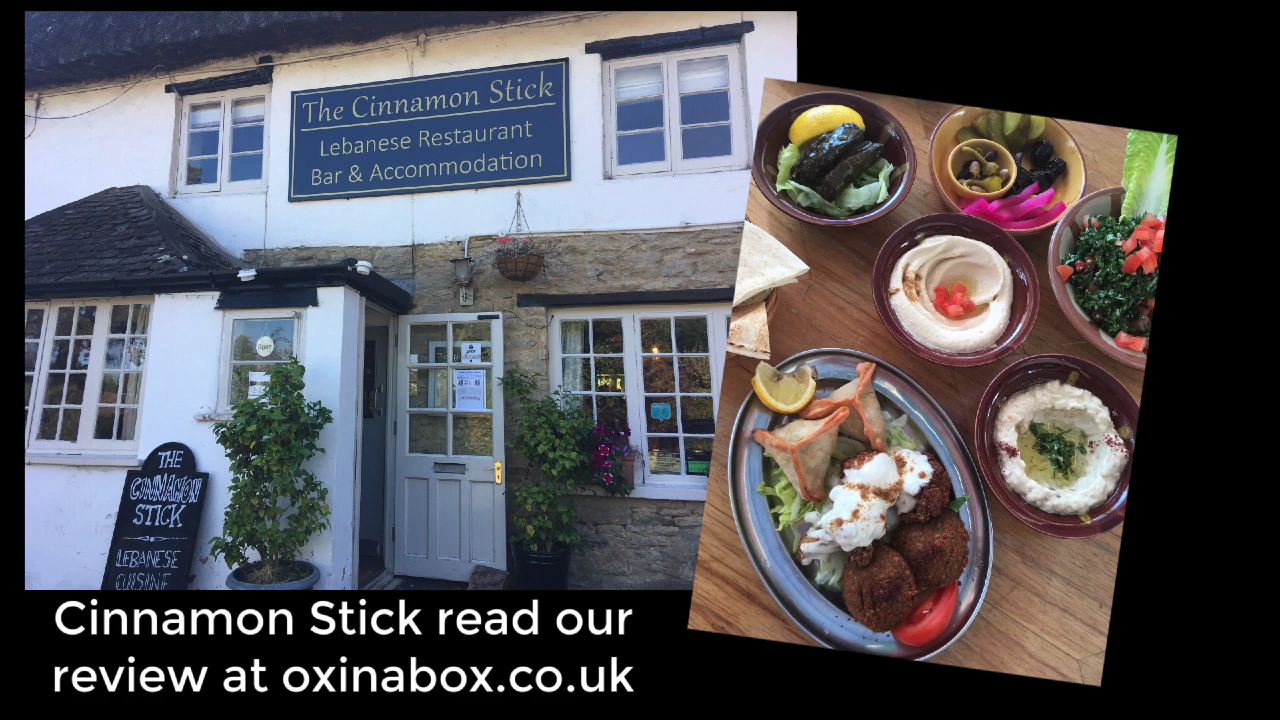 The Cinnamon Stick
Lebanese Restaurant
Bar & Accommodation
Open
THE
CINNAMON
STICK
LEBANESE
CUISINE
Cinnamon Stick read our
review at oxinabox.co.uk